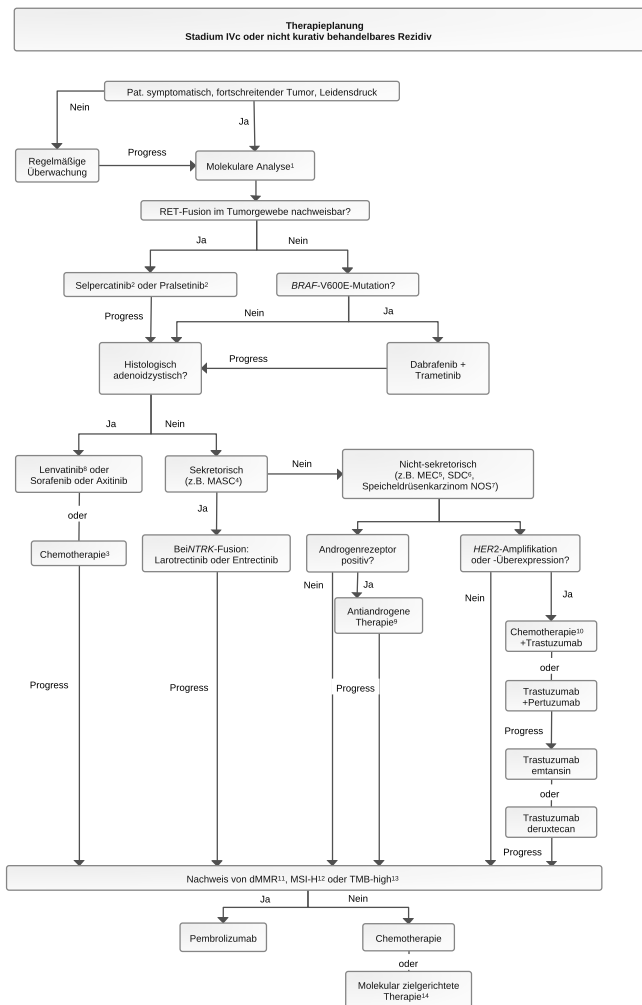 Therapieplanung
Stadium IVc oder nicht kurativ behandelbares Rezidiv
Pat. symptomatisch, fortschreitender Tumor, Leidensdruck
Nein
Ja
Regelmäßige
Überwachung
Progress
Molekulare Analyse¹
RET-Fusion im Tumorgewebe nachweisbar?
Ja
Nein
Selpercatinib² oder Pralsetinib²
BRAF-V600E-Mutation?
Progress
Nein
Ja
Histologisch
adenoidzystisch?
Progress
Dabrafenib +
Trametinib
Ja
Nein
Lenvatinib⁸ oder
Sorafenib oder Axitinib
Sekretorisch
(z.B. MASC⁴)
Nein
Nicht-sekretorisch
(z.B. MEC⁵, SDC⁶,
Speicheldrüsenkarzinom NOS⁷)
oder
Ja
Chemotherapie³
BeiNTRK-Fusion:
Larotrectinib oder Entrectinib
Androgenrezeptor
positiv?
HER2-Amplifikation
oder -Überexpression?
Nein
Ja
Nein
Ja
Antiandrogene
Therapie⁹
Chemotherapie¹⁰
+Trastuzumab
oder
Trastuzumab
+Pertuzumab
Progress
Progress
Progress
Progress
Trastuzumab
emtansin
oder
Trastuzumab
deruxtecan
Progress
Nachweis von dMMR¹¹, MSI-H¹² oder TMB-high¹³
Ja
Nein
Pembrolizumab
Chemotherapie
oder
Molekular zielgerichtete
Therapie¹⁴